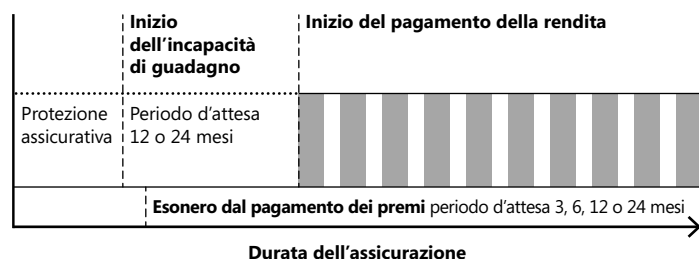 Inizio
dell'incapacità
di guadagno
Inizio del pagamento della rendita
Protezione
assicurativa
Periodo d'attesa
12 o 24 mesi
Esonero dal pagamento dei premi periodo d'attesa 3, 6, 12 o 24 mesi
Durata dell'assicurazione